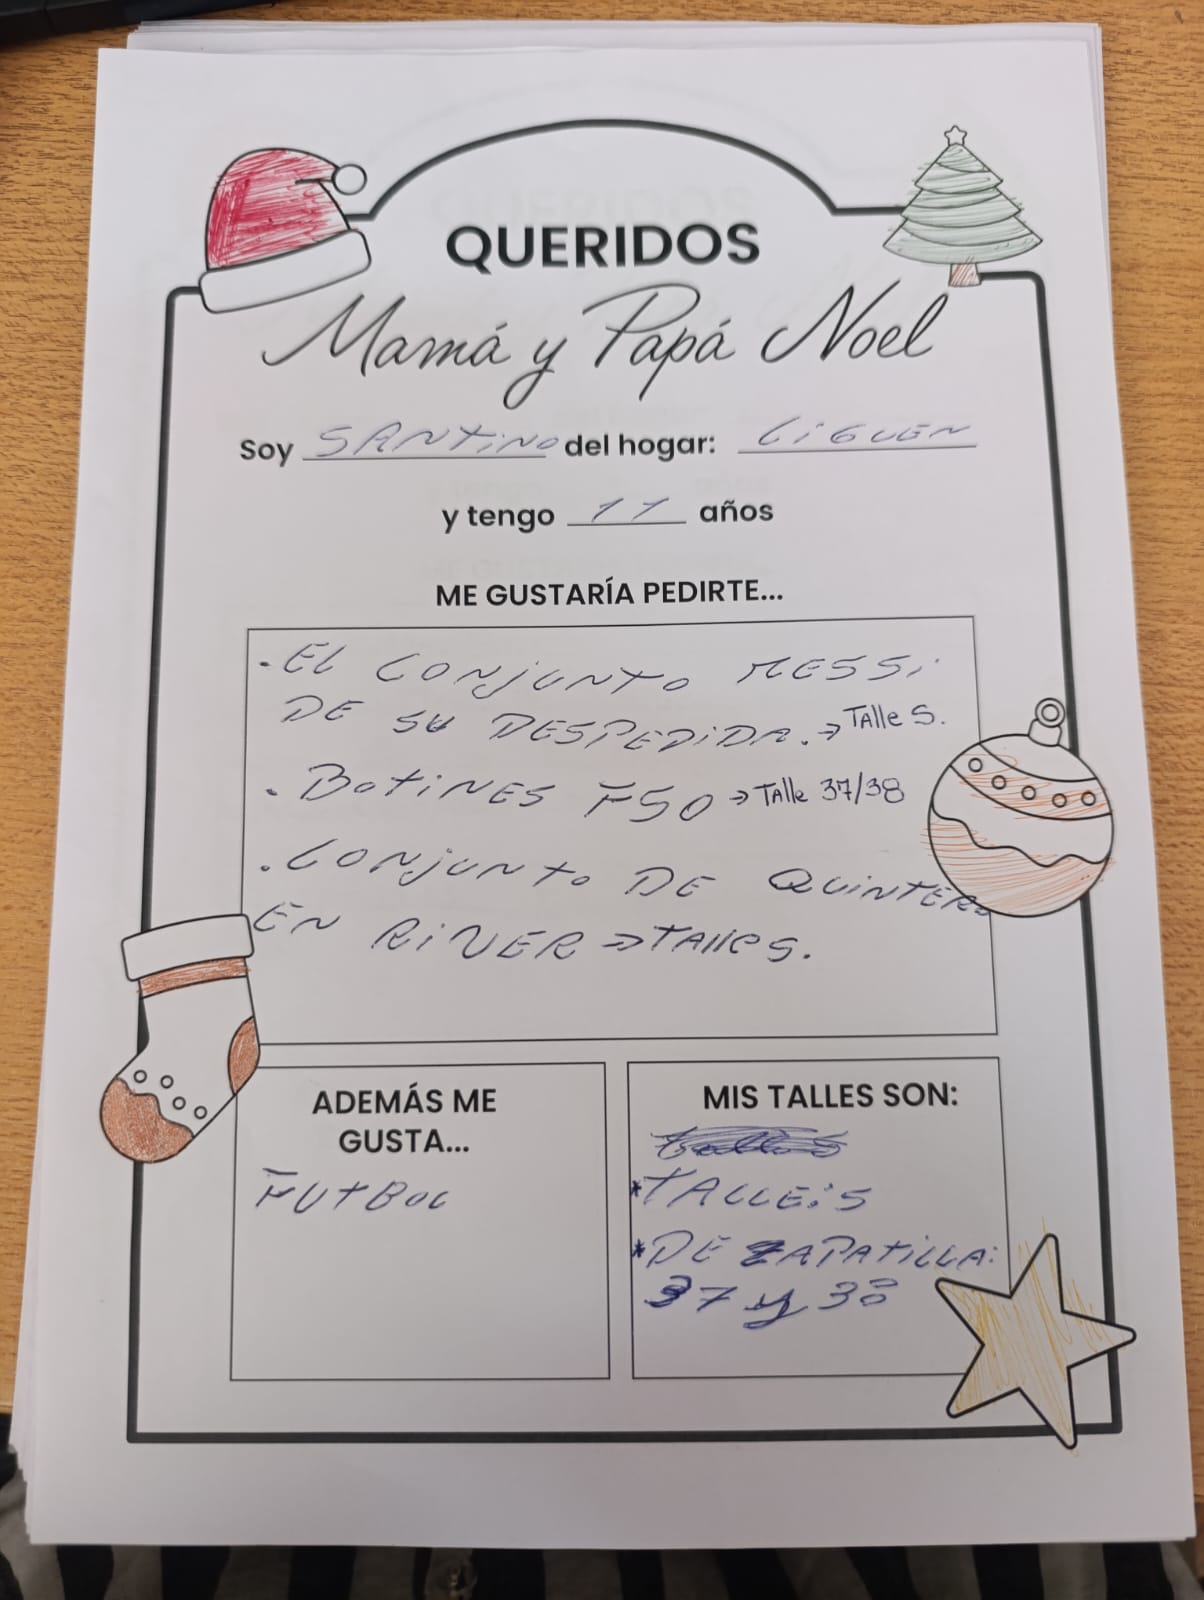 QUERIDOS
Mamá y Papá Noel
Soy SANTINO del hogar: LIGUEN
y tengo 11 años
ME GUSTARÍA PEDIRTE...
. EL CONJUNTO MESSI
DE SU DESPEDIDA. → Talle S.
. BOTINES F50 → Talle 37/38
. CONJUNTO DE QUINTERO
EN RIVER → Talle S.
ADEMÁS ME
GUSTA...
FUTBOL
MIS TALLES SON:
*TALLE: S
*DE ZAPATILLA:
37 y 38